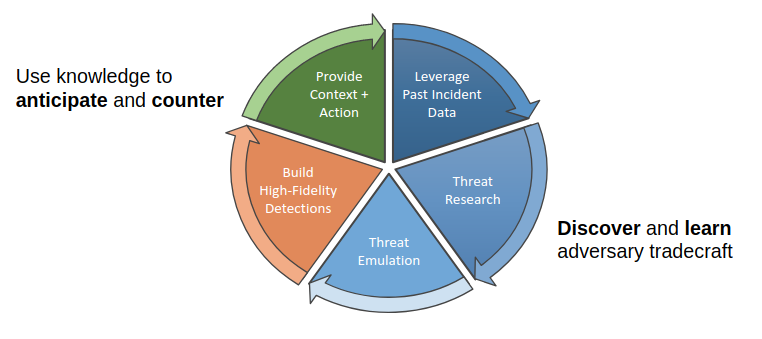 Use knowledge to
anticipate and counter
Provide
Context +
Action
Leverage
Past Incident
Data
Build
High-Fidelity
Detections
Threat
Research
Threat
Emulation
Discover and learn
adversary tradecraft